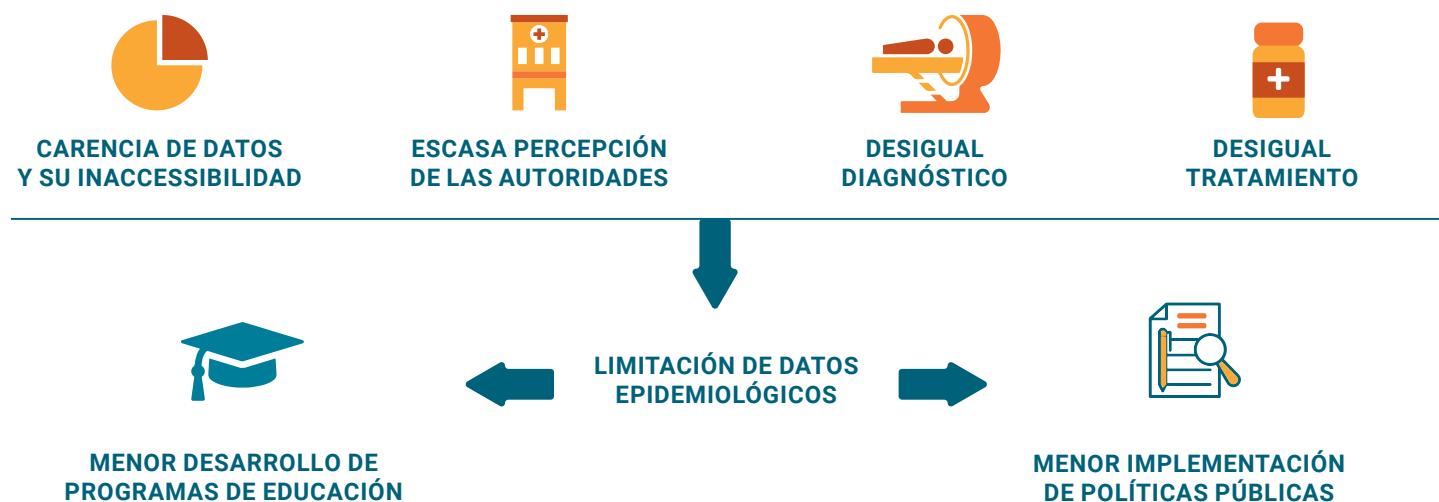 CARENCIA DE DATOS
Y SU INACCESSIBILIDAD
ESCASA PERCEPCIÓN
DE LAS AUTORIDADES
DESIGUAL
DIAGNÓSTICO
DESIGUAL
TRATAMIENTO
LIMITACIÓN DE DATOS
EPIDEMIOLÓGICOS
MENOR DESARROLLO DE
PROGRAMAS DE EDUCACIÓN
MENOR IMPLEMENTACIÓN
DE POLÍTICAS PÚBLICAS